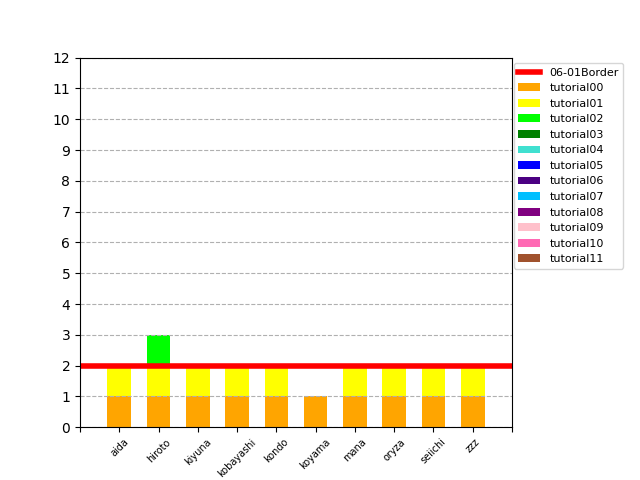 12
11
10
9
8
7
6
5
4
3
2
1
0
aida
hiroto
kiyuna
kobayashi
kondo
koyama
mana
oryza
seiichi
zzz
06-01Border
tutorial00
tutorial01
tutorial02
tutorial03
tutorial04
tutorial05
tutorial06
tutorial07
tutorial08
tutorial09
tutorial10
tutorial11